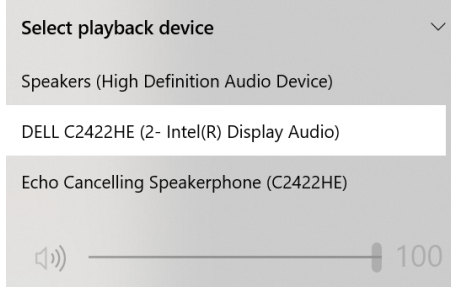 Select playback device
Speakers (High Definition Audio Device)
DELL C2422HE (2- Intel(R) Display Audio)
Echo Cancelling Speakerphone (C2422HE)
100